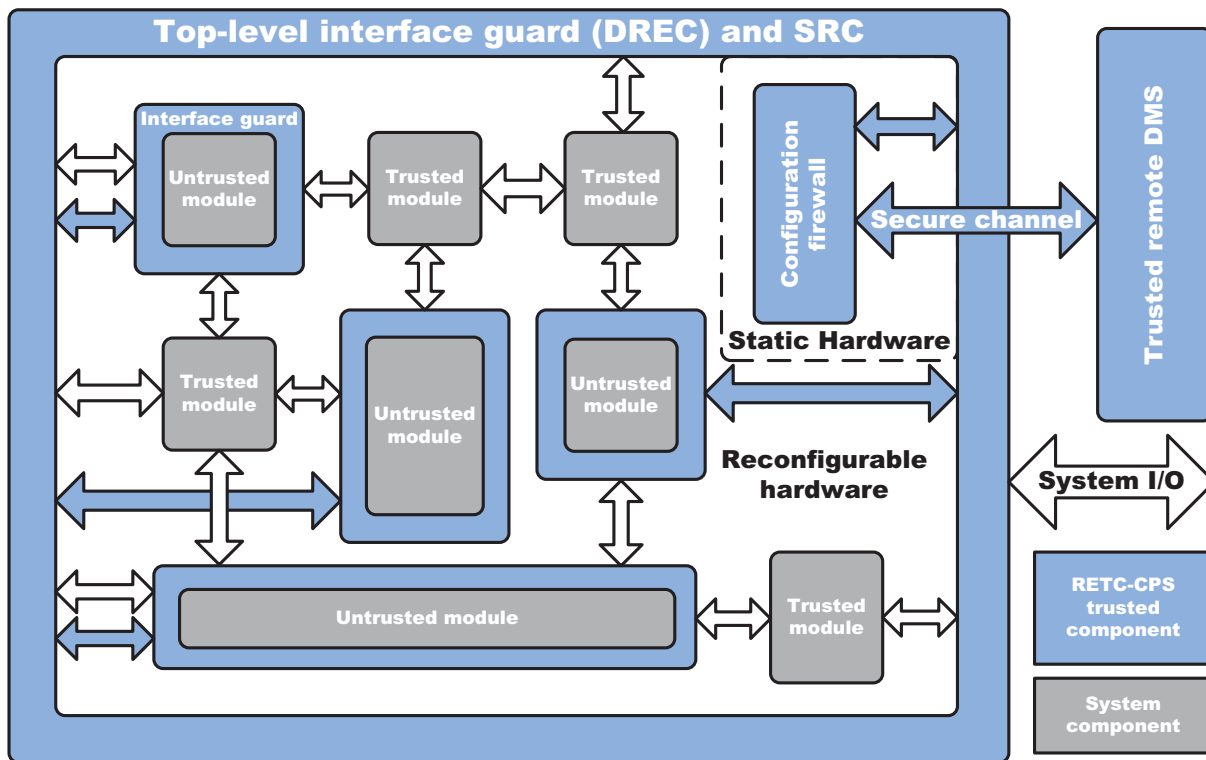 Top-level interface guard (DREC) and SRC
Interface guard
Untrusted
module
Trusted
module
Trusted
module
Configuration
firewall
Secure channel
Trusted remote DMS
Static Hardware
Trusted
module
Untrusted
module
Untrusted
module
Reconfigurable
hardware
System I/O
Untrusted module
Trusted
module
RETC-CPS
trusted
component
System
component